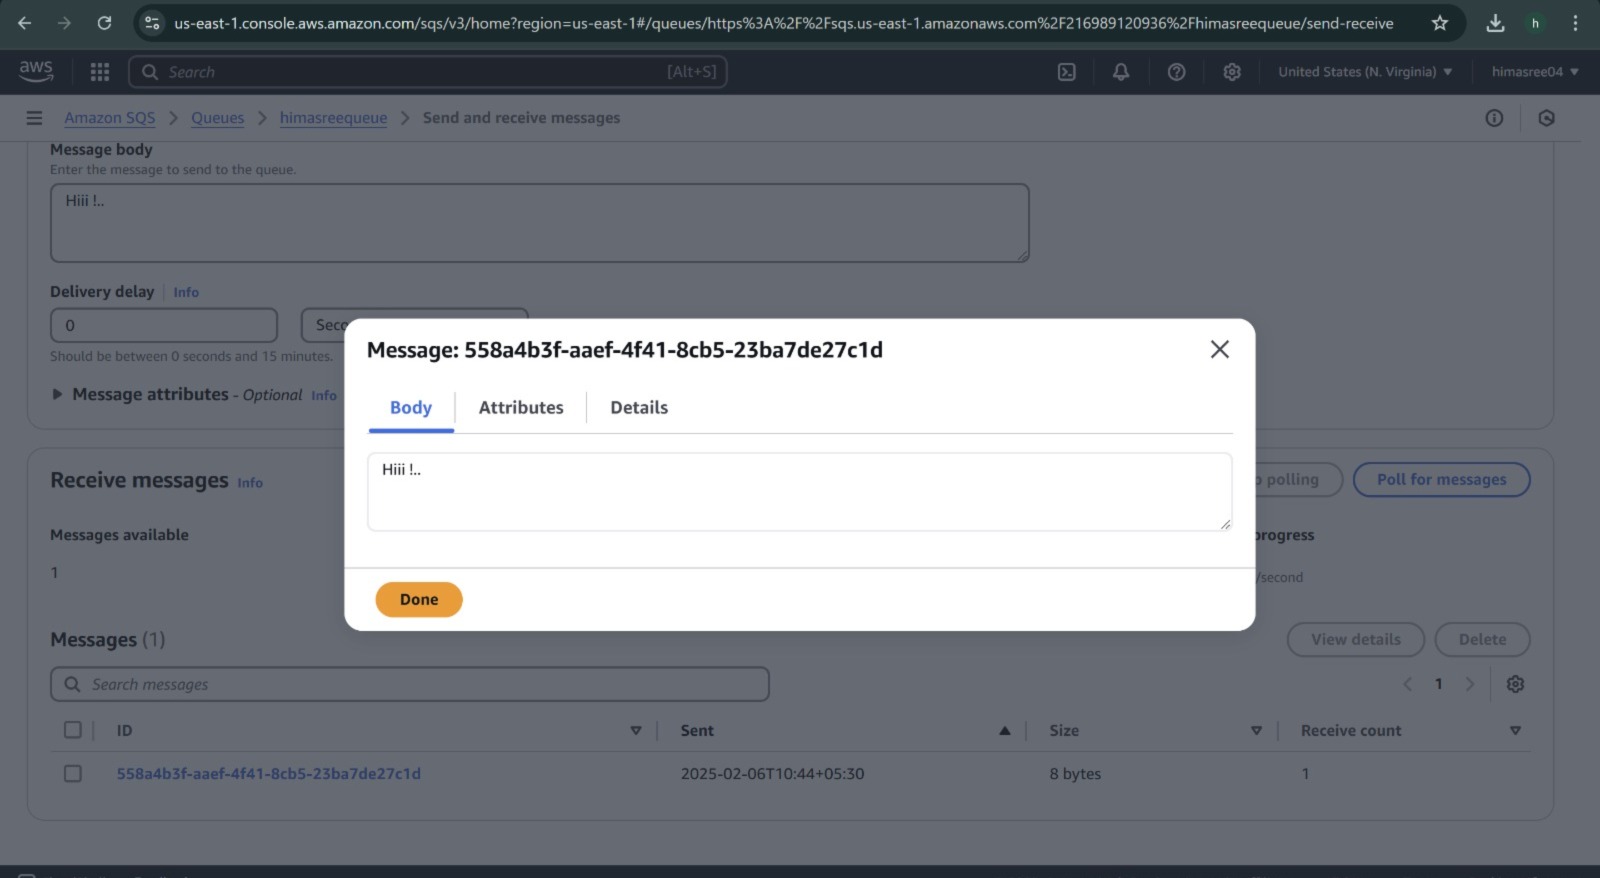 us-east-1.console.aws.amazon.com/sqs/v3/home?region=us-east-1#/queues/https%3A%2F%2Fsqs.us-east-1.amazonaws.com%2F216989120936%2Fhimasreequeue/send-receive
h
aws
Search
[Alt+S]
United States (N. Virginia)
himasree04
Amazon SQS
Queues
himasreequeue
Send and receive messages
Message body
Enter the message to send to the queue.
Hiii !..
Delivery delay
Info
0
Seco
Should be between 0 seconds and 15 minutes.
Message attributes - Optional Info
Message: 558a4b3f-aaef-4f41-8cb5-23ba7de27c1d
Body
Attributes
Details
Hiii !..
Done
Receive messages Info
polling
Poll for messages
Messages available
1
progress
/second
Messages (1)
View details
Delete
Search messages
1
ID
Sent
Size
Receive count
558a4b3f-aaef-4f41-8cb5-23ba7de27c1d
2025-02-06T10:44+05:30
8 bytes
1